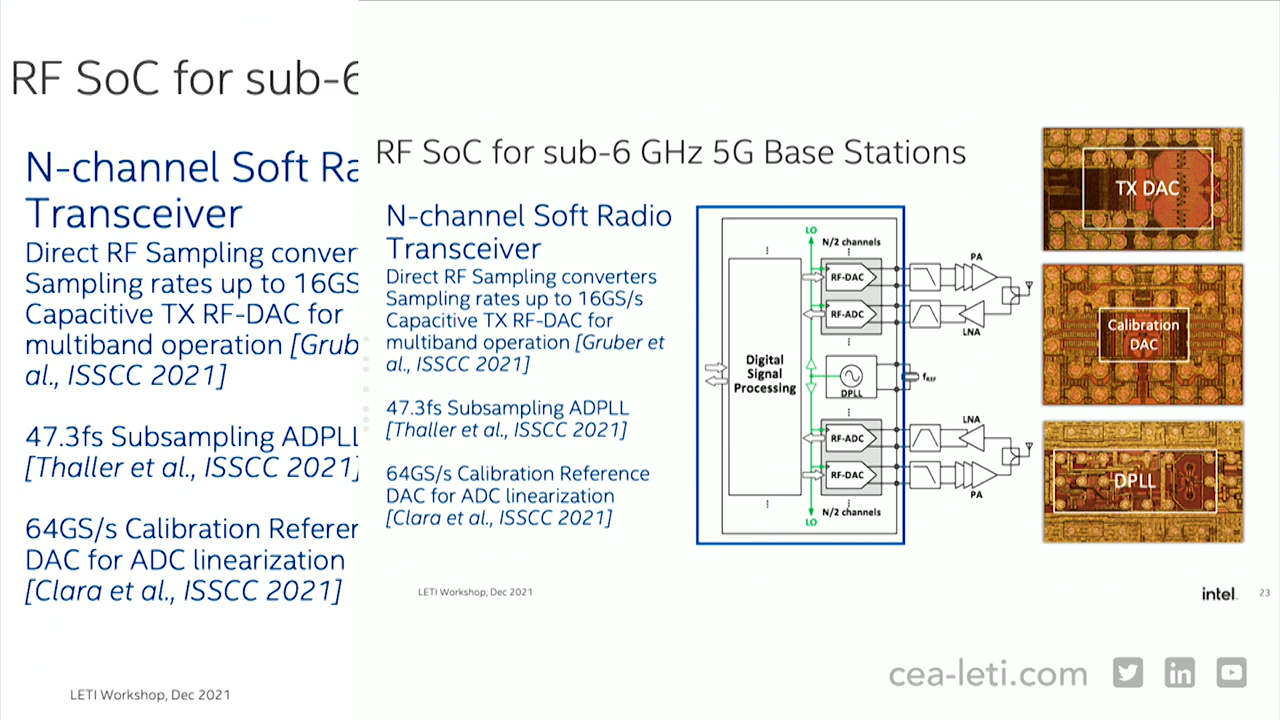 RF SoC for sub-6
N-channel Soft Ra
Transceiver
Direct RF Sampling conver
Sampling rates up to 16GS
Capacitive TX RF-DAC for
multiband operation [Grub
al., ISSCC 2021]
47.3fs Subsampling ADPLL
[Thaller et al., ISSCC 2021]
64GS/s Calibration Referer
DAC for ADC linearization
[Clara et al., ISSCC 2021]
LETI Workshop, Dec 2021
RF SoC for sub-6 GHz 5G Base Stations
N-channel Soft Radio
Transceiver
Direct RF Sampling converters
Sampling rates up to 16GS/s
Capacitive TX RF-DAC for
multiband operation [Gruber et
al., ISSCC 2021]
47.3fs Subsampling ADPLL
[Thaller et al., ISSCC 2021]
64GS/s Calibration Reference
DAC for ADC linearization
[Clara et al., ISSCC 2021]
LO
N/2 channels
RF-DAC
PA
RF-ADC
LNA
Digital
Signal
Processing
DPLL
fREF
RF-ADC
LNA
RF-DAC
PA
N/2 channels
LO
TX DAC
Calibration
DAC
DPLL
LETI Workshop, Dec 2021
intel.
23
cea-leti.com